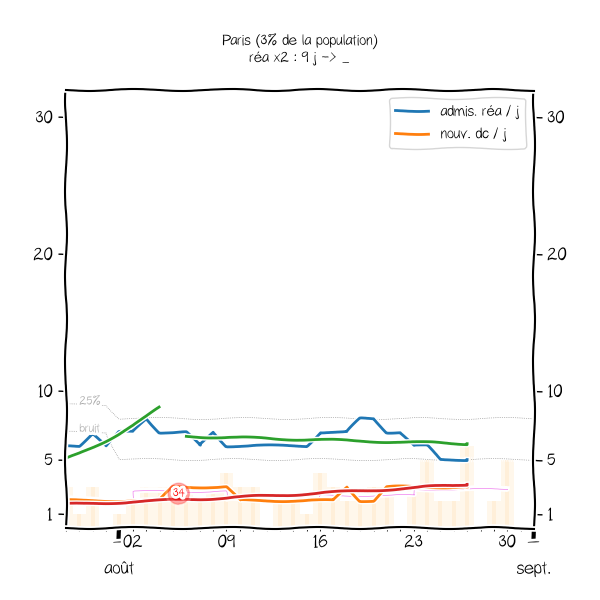 Paris (3% de la population)
réa x2 : 9 j -> _
admis. réa / j
nouv. dc / j
30
30
20
20
10
10
25%
bruit
5
5
34
1
1
02
09
16
23
30
août
sept.